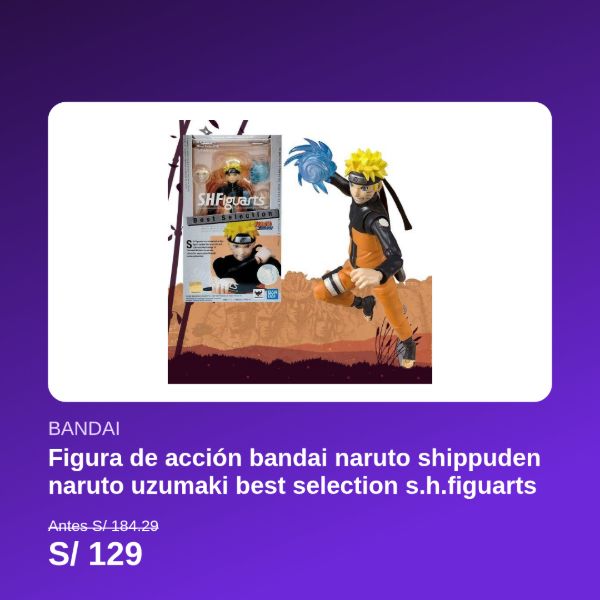 S.H.Figuarts
Best Selection
BANDAI
Figura de acción bandai naruto shippuden
naruto uzumaki best selection s.h.figuarts
Antes S/ 184.29
S/ 129